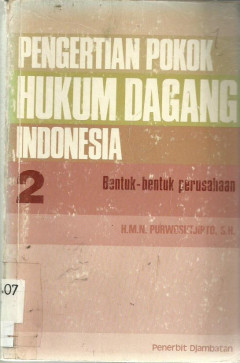 PENGERTIAN POKOK
HUKUM DAGANG
INDONESIA
2
Bentuk-bentuk perusahaan
H.M.N. PURWOSUTJIPTO, S.H.
.07
Penerbit Djambatan